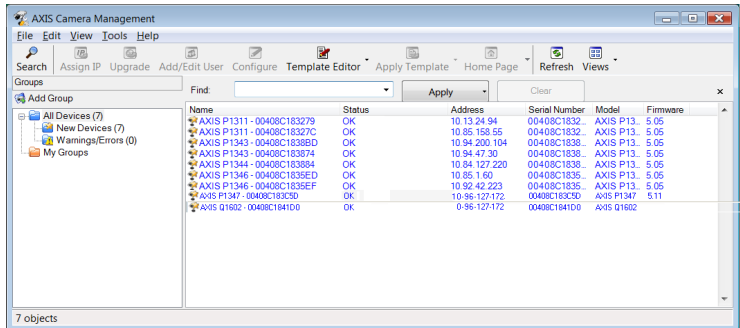 AXIS Camera Management
File Edit View Tools Help
Search Assign IP Upgrade Add/Edit User Configure Template Editor Apply Template Home Page Refresh Views
Groups
Add Group
All Devices (7)
New Devices (7)
Warnings/Errors (0)
My Groups
Find: Apply Clear
Name Status Address Serial Number Model Firmware
AXIS P1311 - 00408C183279 OK 10.13.24.94 00408C1832... AXIS P13... 5.05
AXIS P1311 - 00408C18327C OK 10.85.158.55 00408C1832... AXIS P13... 5.05
AXIS P1343 - 00408C1838BD OK 10.94.200.104 00408C1838... AXIS P13... 5.05
AXIS P1343 - 00408C183874 OK 10.94.47.30 00408C1838... AXIS P13... 5.05
AXIS P1344 - 00408C183884 OK 10.84.127.220 00408C1838... AXIS P13... 5.05
AXIS P1346 - 00408C1835ED OK 10.85.1.60 00408C1835... AXIS P13... 5.05
AXIS P1346 - 00408C1835EF OK 10.92.42.223 00408C1835... AXIS P13... 5.05
AXIS P1347 - 00408C183C5D OK 10-96-127-172 00408C183C5D AXIS P1347 5.11
AXIS Q1602 - 00408C1841D0 OK 0-96-127-172 00408C1841D0 AXIS Q1602
7 objects